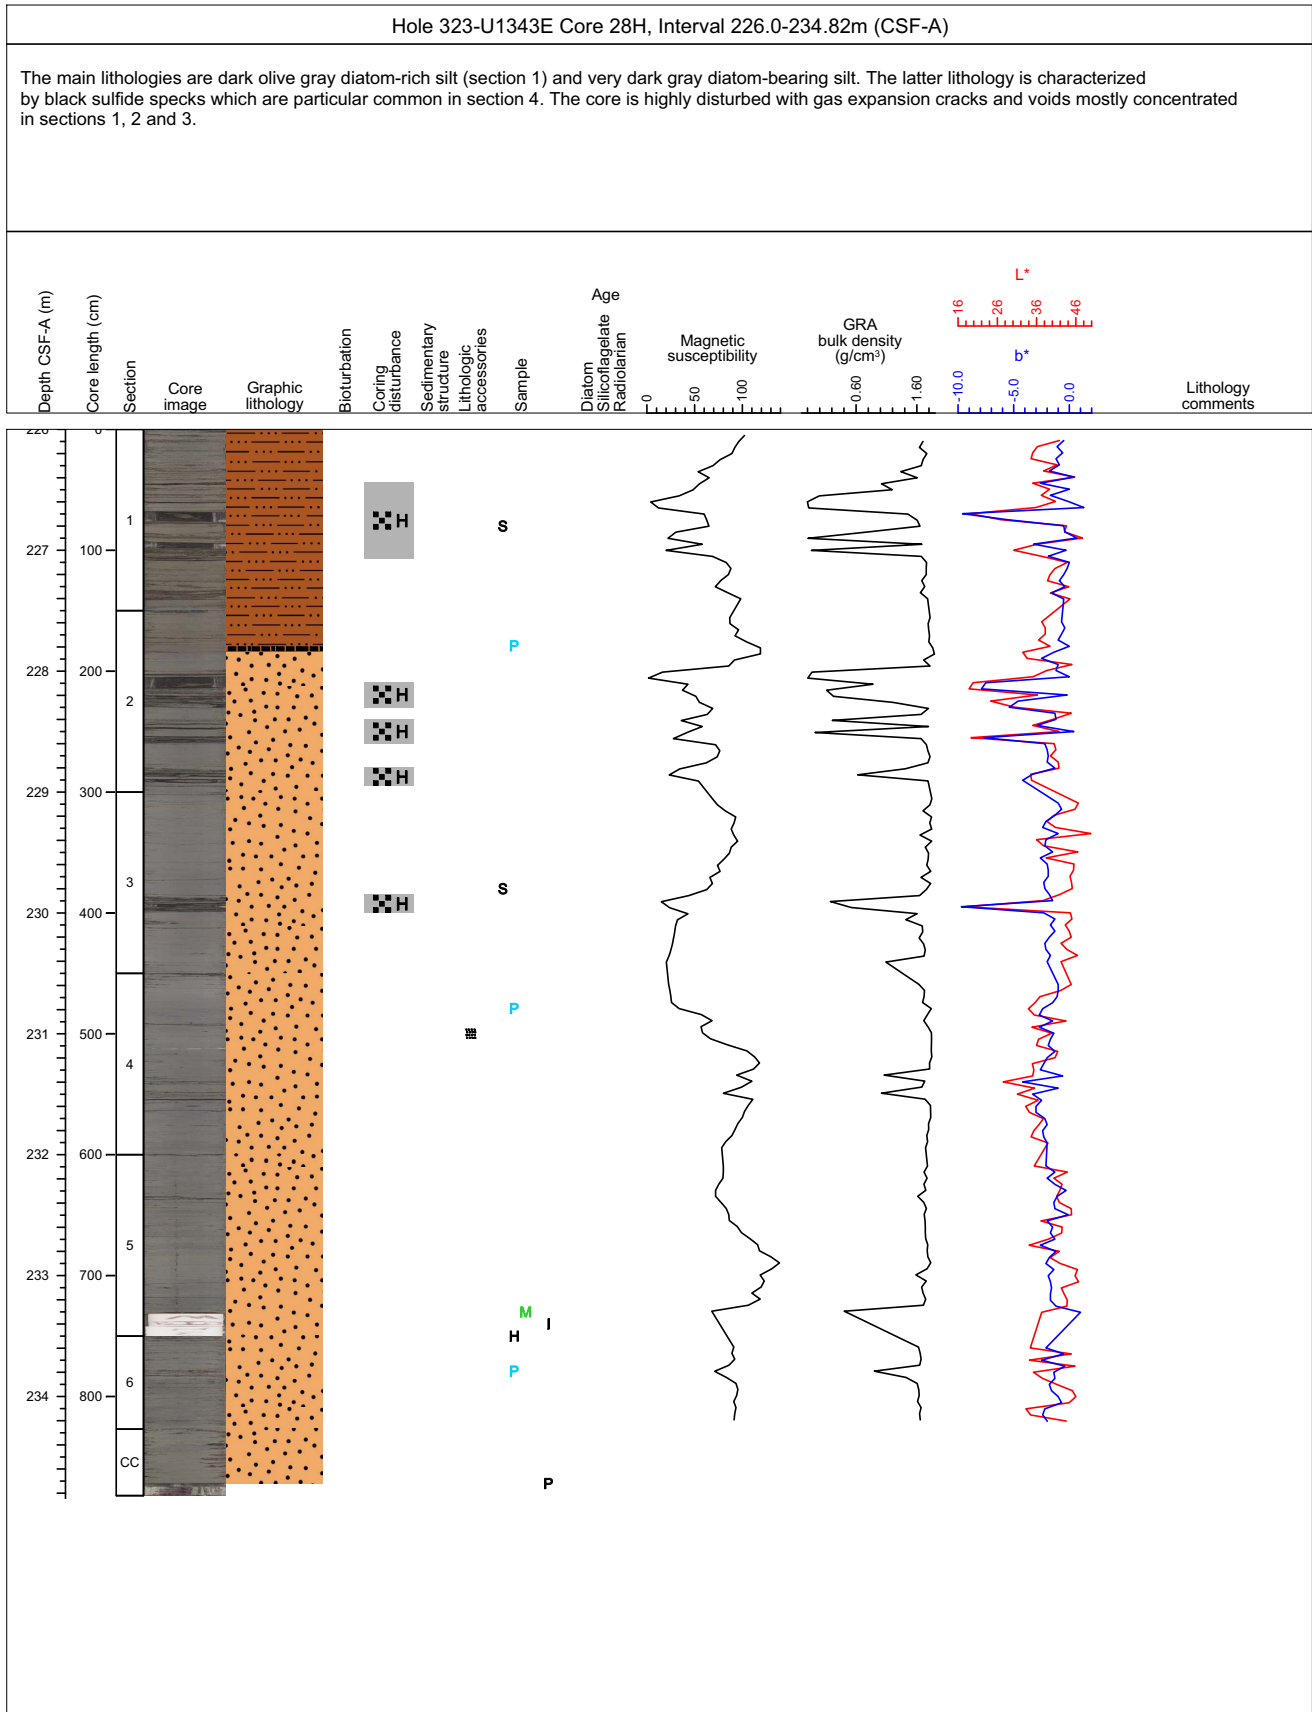 Hole 323-U1343E Core 28H, Interval 226.0-234.82m (CSF-A)
The main lithologies are dark olive gray diatom-rich silt (section 1) and very dark gray diatom-bearing silt. The latter lithology is characterized
by black sulfide specks which are particular common in section 4. The core is highly disturbed with gas expansion cracks and voids mostly concentrated
in sections 1, 2 and 3.
Depth CSF-A (m)
Core length (cm)
Section
Core
image
Graphic
lithology
Bioturbation
Coring
disturbance
Sedimentary
structure
Lithologic
accessories
Sample
Age
Diatom
Silicoflagelate
Radiolarian
Magnetic
susceptibility
0 50 100
GRA
bulk density
(g/cm³)
0.60 1.60
L*
16 26 36 46
b*
-10.0 -5.0 0.0
Lithology
comments
226 0
1
H
S
227 100
P
228 200
2
H
H
H
229 300
3
S
H
230 400
P
231 500
4
232 600
5
233 700
M
I
H
P
6
234 800
CC
P